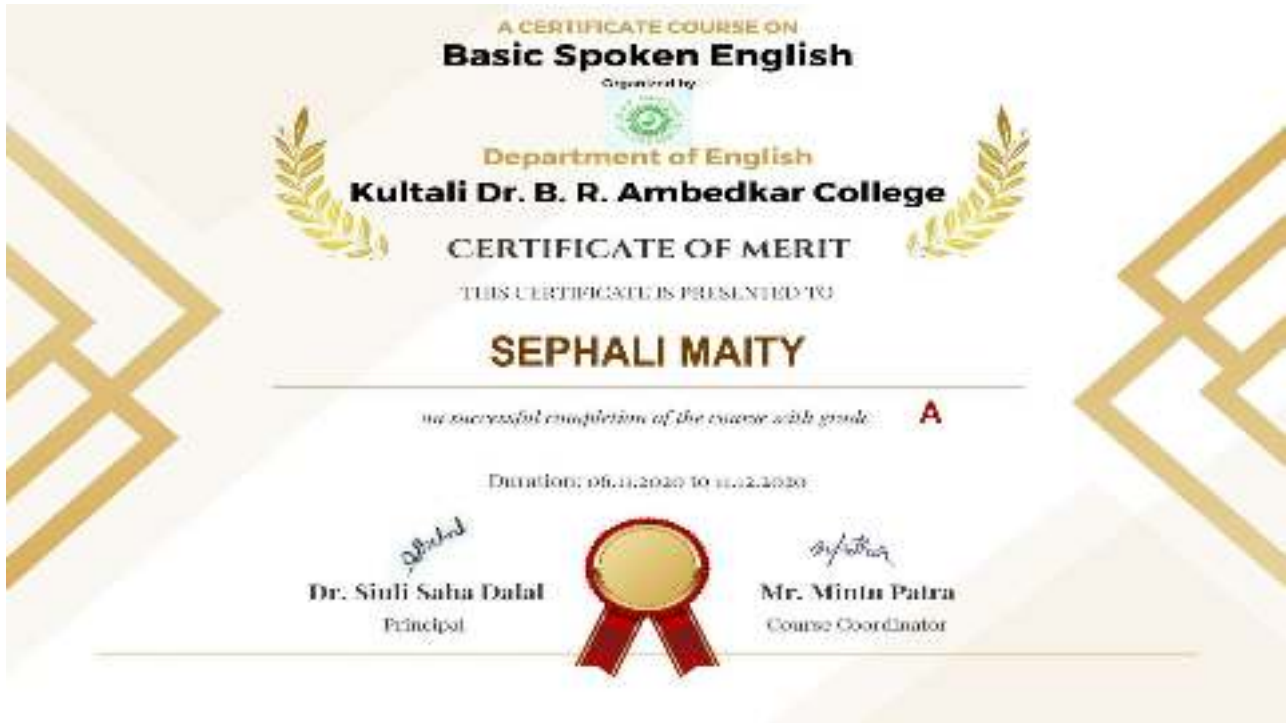 A CERTIFICATE COURSE ON
Basic Spoken English
Organized by
Department of English
Kultali Dr. B. R. Ambedkar College
CERTIFICATE OF MERIT
THIS CERTIFICATE IS PRESENTED TO
SEPHALI MAITY
on successful completion of the course with grade A
Duration: 06.11.2020 to 11.12.2020
Dr. Siuli Saha Dalal
Mr. Mintu Patra
Principal
Course Coordinator